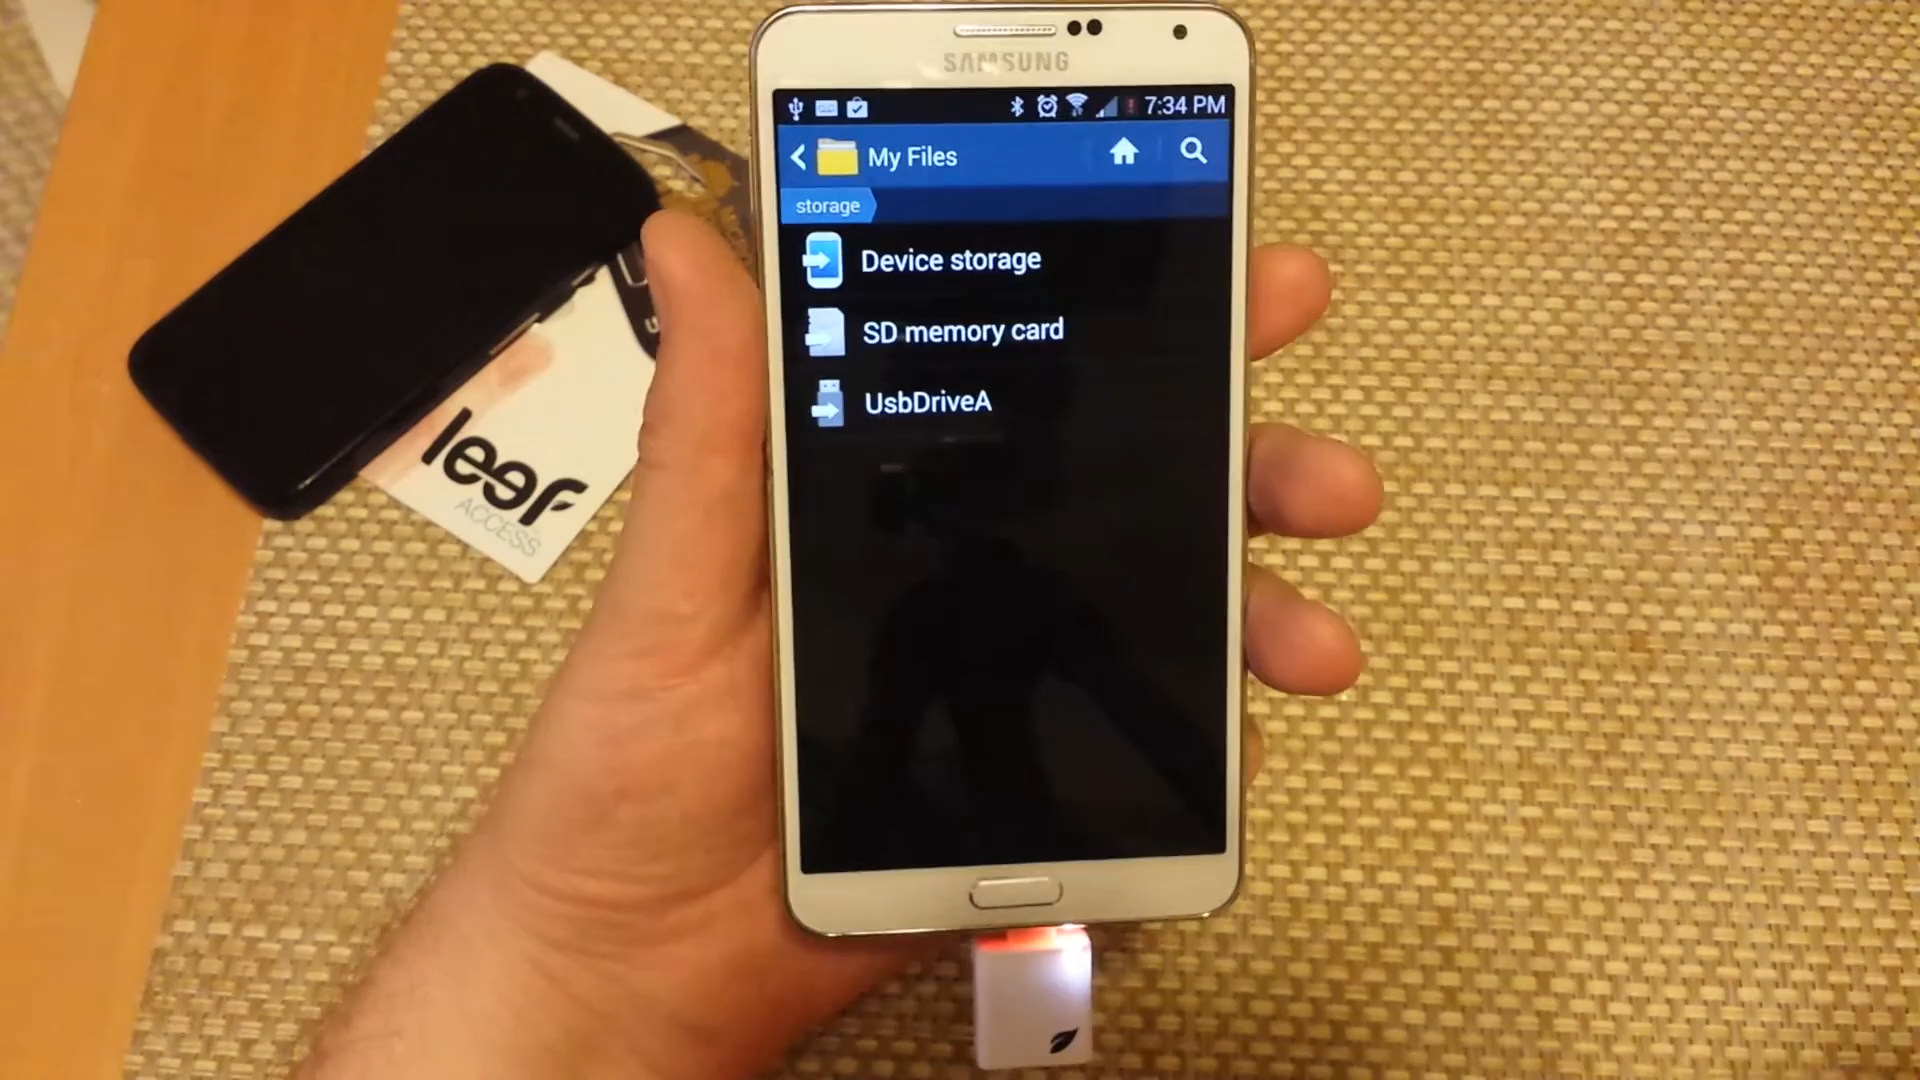 SAMSUNG
7:34 PM
My Files
storage
Device storage
SD memory card
UsbDriveA
leef
ACCESS